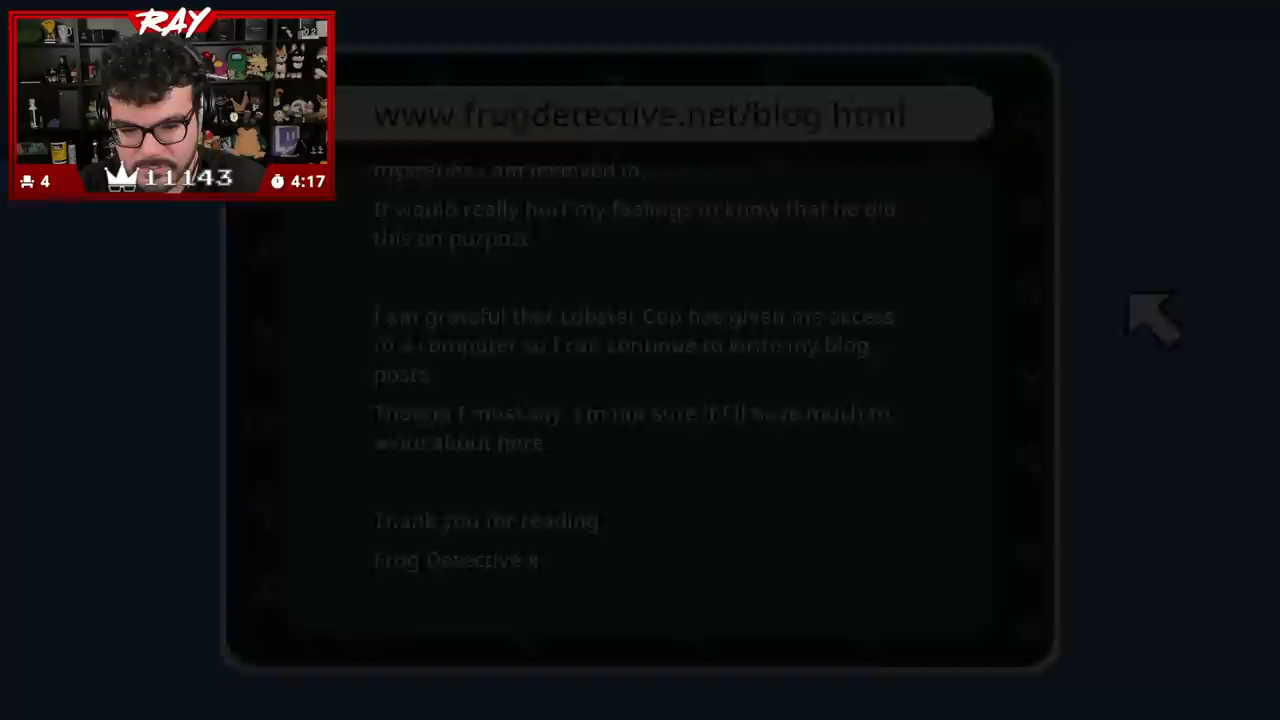 RAY
4
11143
4:17
www.frogdetective.net/blog.html
mysteries I am involved in...
It would really hurt my feelings to know that he did
this on purpose.
I am grateful that Lobster Cop has given me access
to a computer so I can continue to write my blog
posts.
Though I must say, I'm not sure if I'll have much to
write about here.
Thank you for reading
Frog Detective